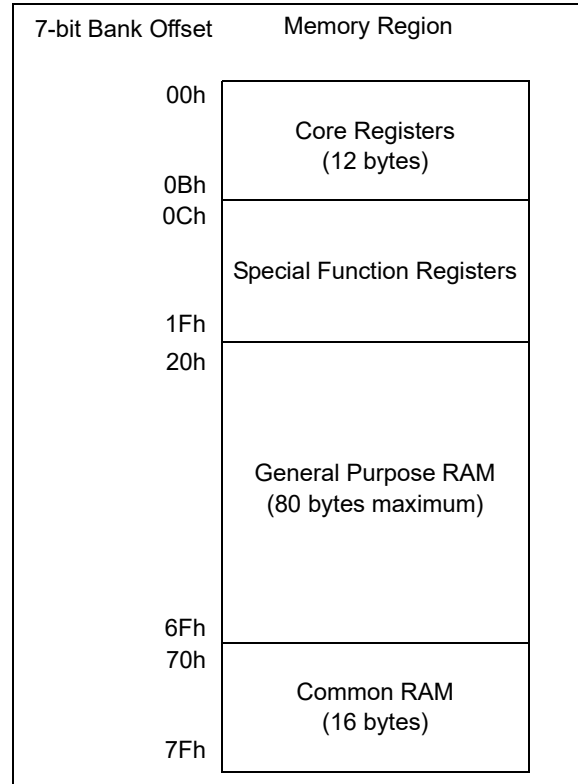 7-bit Bank Offset Memory Region
00h
Core Registers
(12 bytes)
0Bh
0Ch
Special Function Registers
1Fh
20h
General Purpose RAM
(80 bytes maximum)
6Fh
70h
Common RAM
(16 bytes)
7Fh